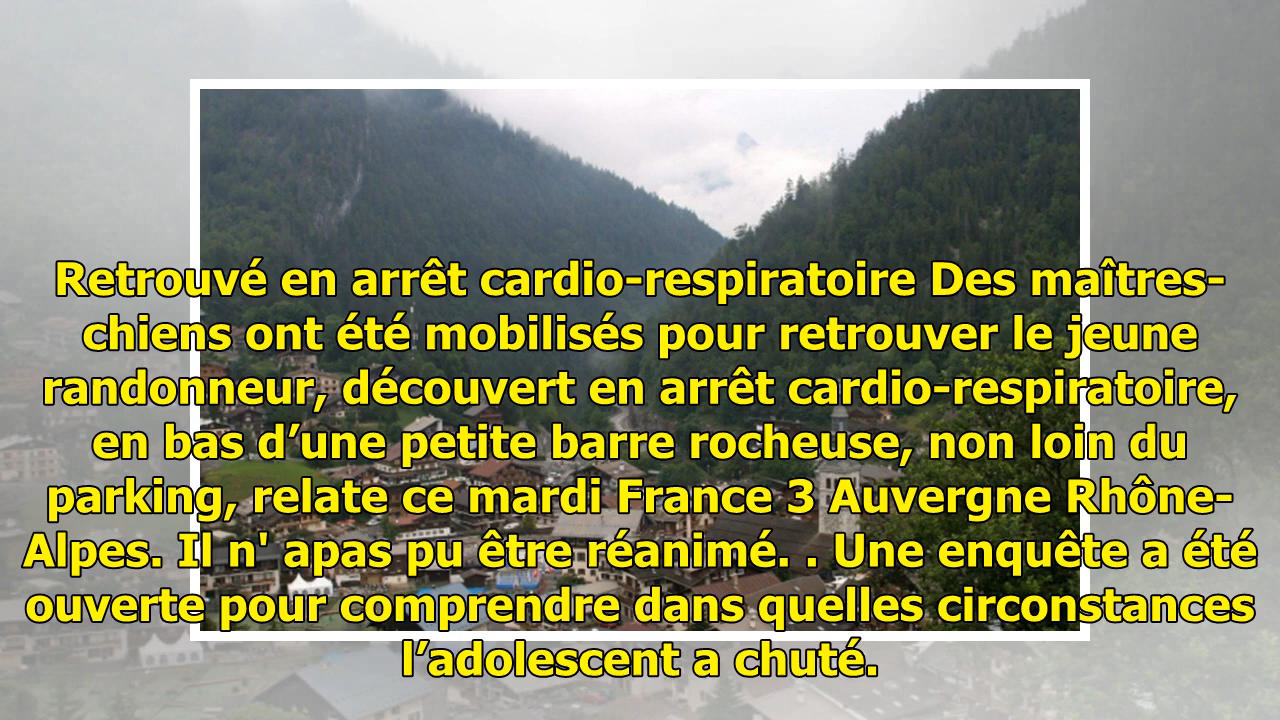 Retrouvé en arrêt cardio-respiratoire Des maîtres-
chiens ont été mobilisés pour retrouver le jeune
randonneur, découvert en arrêt cardio-respiratoire,
en bas d’une petite barre rocheuse, non loin du
parking, relate ce mardi France 3 Auvergne Rhône-
Alpes. Il n' apas pu être réanimé. . Une enquête a été
ouverte pour comprendre dans quelles circonstances
l’adolescent a chuté.